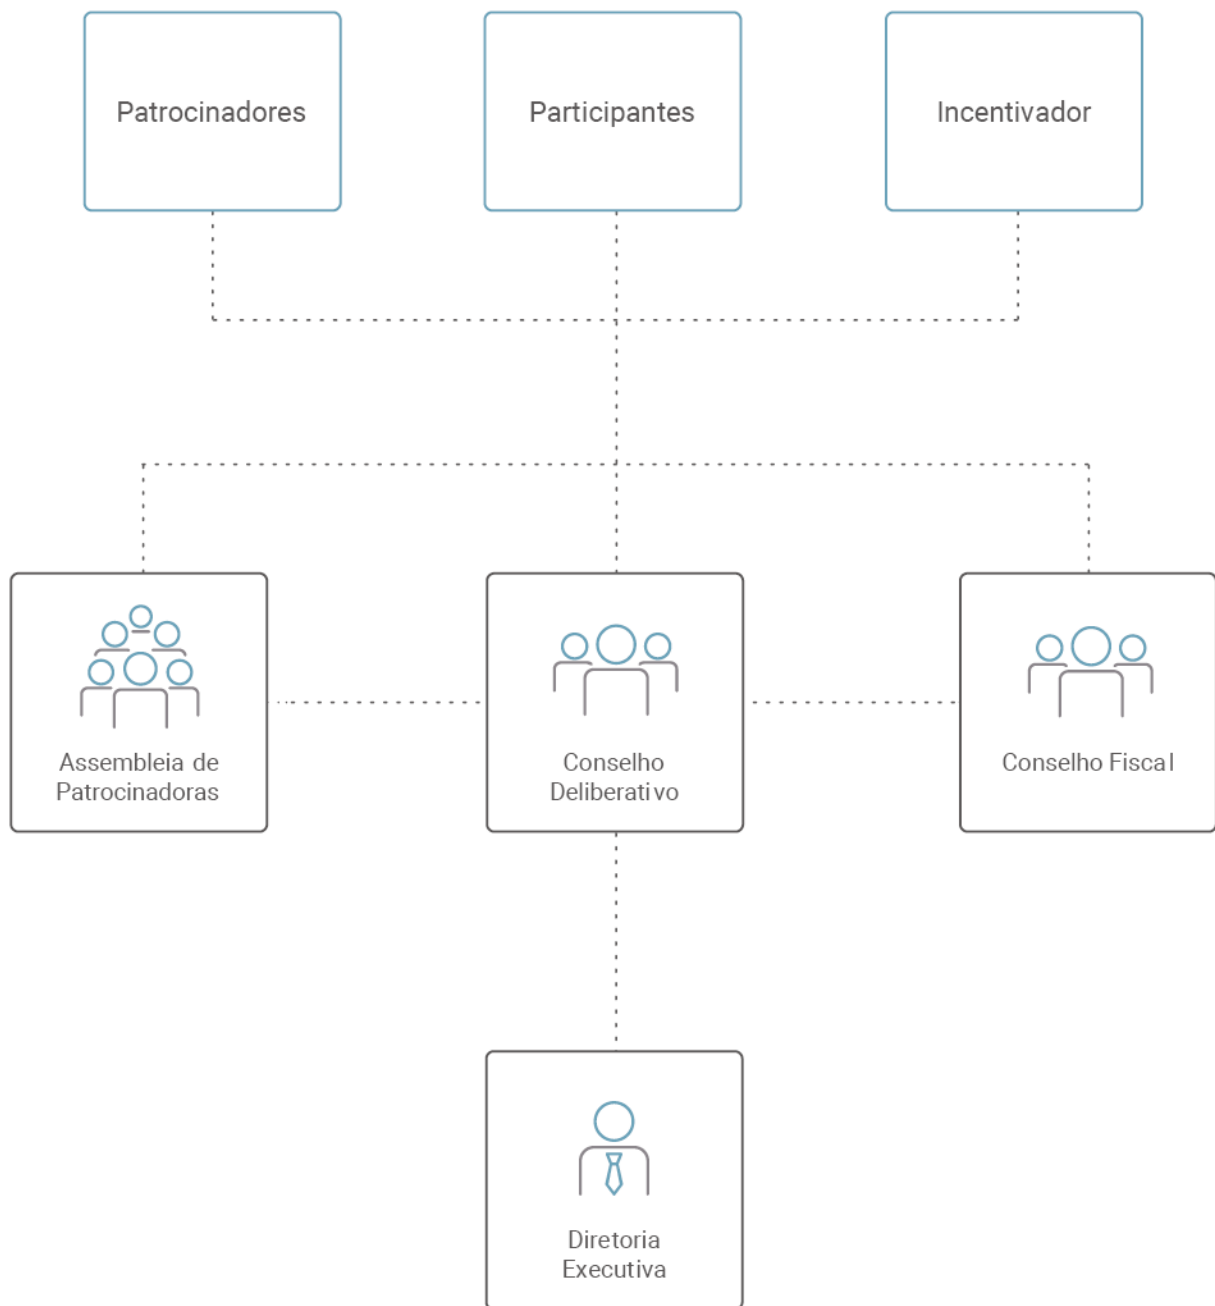 Patrocinadores
Participantes
Incentivador
Assembleia de
Patrocinadoras
Conselho
Deliberativo
Conselho Fiscal
Diretoria
Executiva